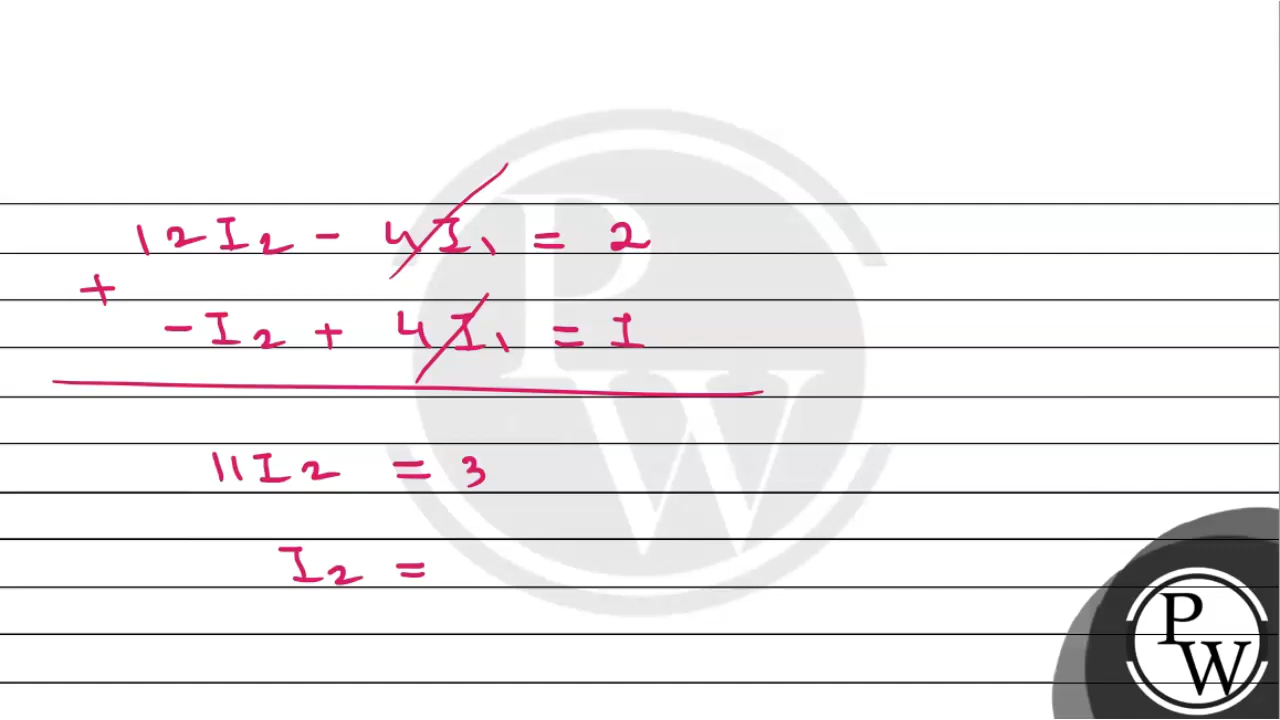 12I2 - 4I1 = 2
+
-I2 + 4I1 = I
11I2 = 3
I2 =
P
W
P
W